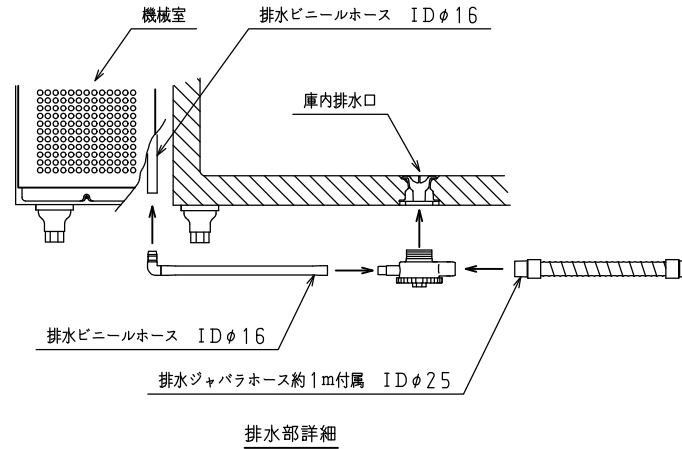 機械室
排水ビニールホース IDφ16
庫内排水口
排水ビニールホース IDφ16
排水ジャバラホース約1m付属 IDφ25
排水部詳細